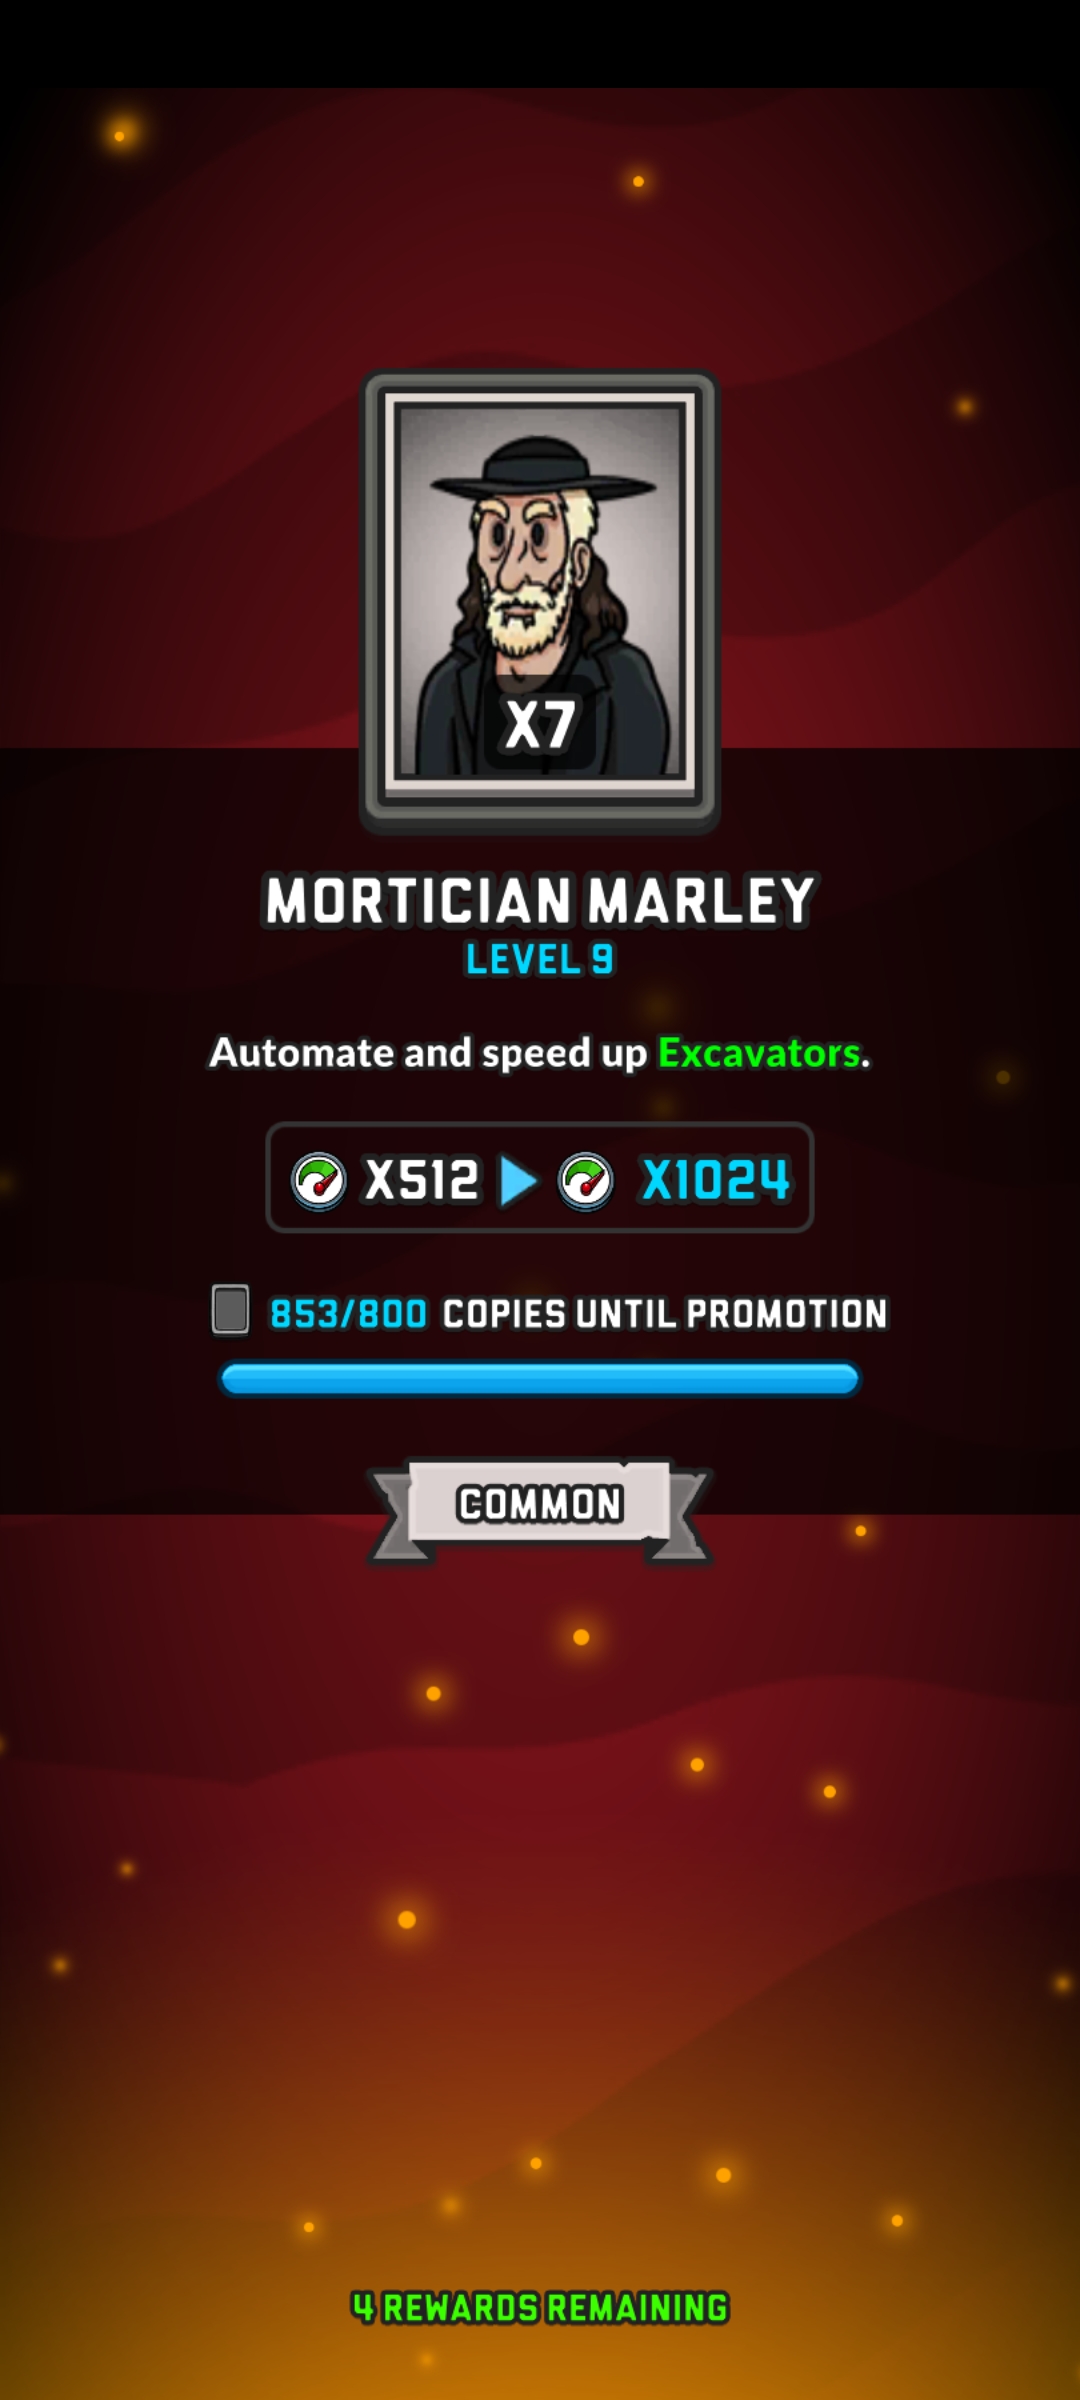 X7
MORTICIAN MARLEY
LEVEL 9
Automate and speed up Excavators.
X512 X1024
853/800 COPIES UNTIL PROMOTION
COMMON
4 REWARDS REMAINING